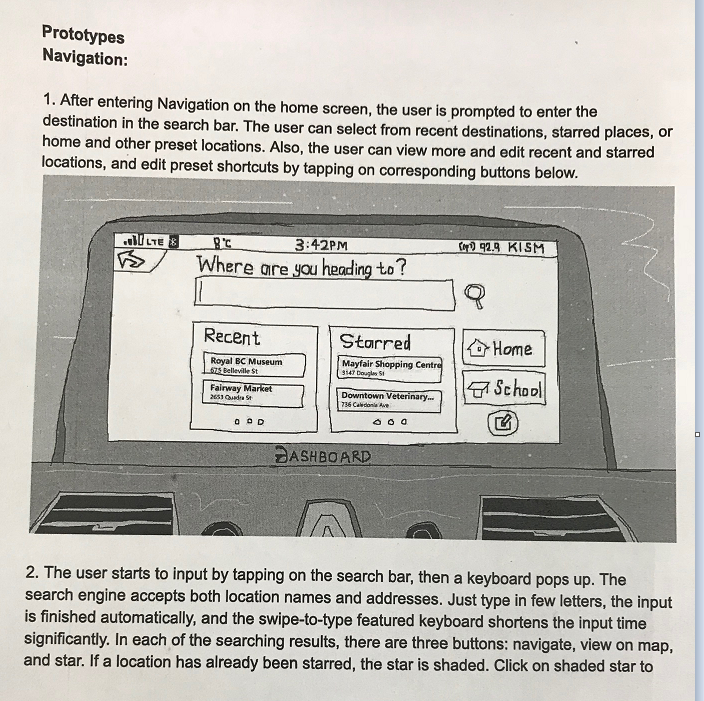 Prototypes
Navigation:
1. After entering Navigation on the home screen, the user is prompted to enter the
destination in the search bar. The user can select from recent destinations, starred places, or
home and other preset locations. Also, the user can view more and edit recent and starred
locations, and edit preset shortcuts by tapping on corresponding buttons below.
LTE 8°C 3:42PM 92.9 KISM
Where are you heading to?
Recent
Royal BC Museum
675 Belleville St
Fairway Market
2653 Quadra St
Starred
Mayfair Shopping Centre
3147 Douglas St
Downtown Veterinary...
736 Caledonia Ave
Home
School
DASHBOARD
2. The user starts to input by tapping on the search bar, then a keyboard pops up. The
search engine accepts both location names and addresses. Just type in few letters, the input
is finished automatically, and the swipe-to-type featured keyboard shortens the input time
significantly. In each of the searching results, there are three buttons: navigate, view on map,
and star. If a location has already been starred, the star is shaded. Click on shaded star to